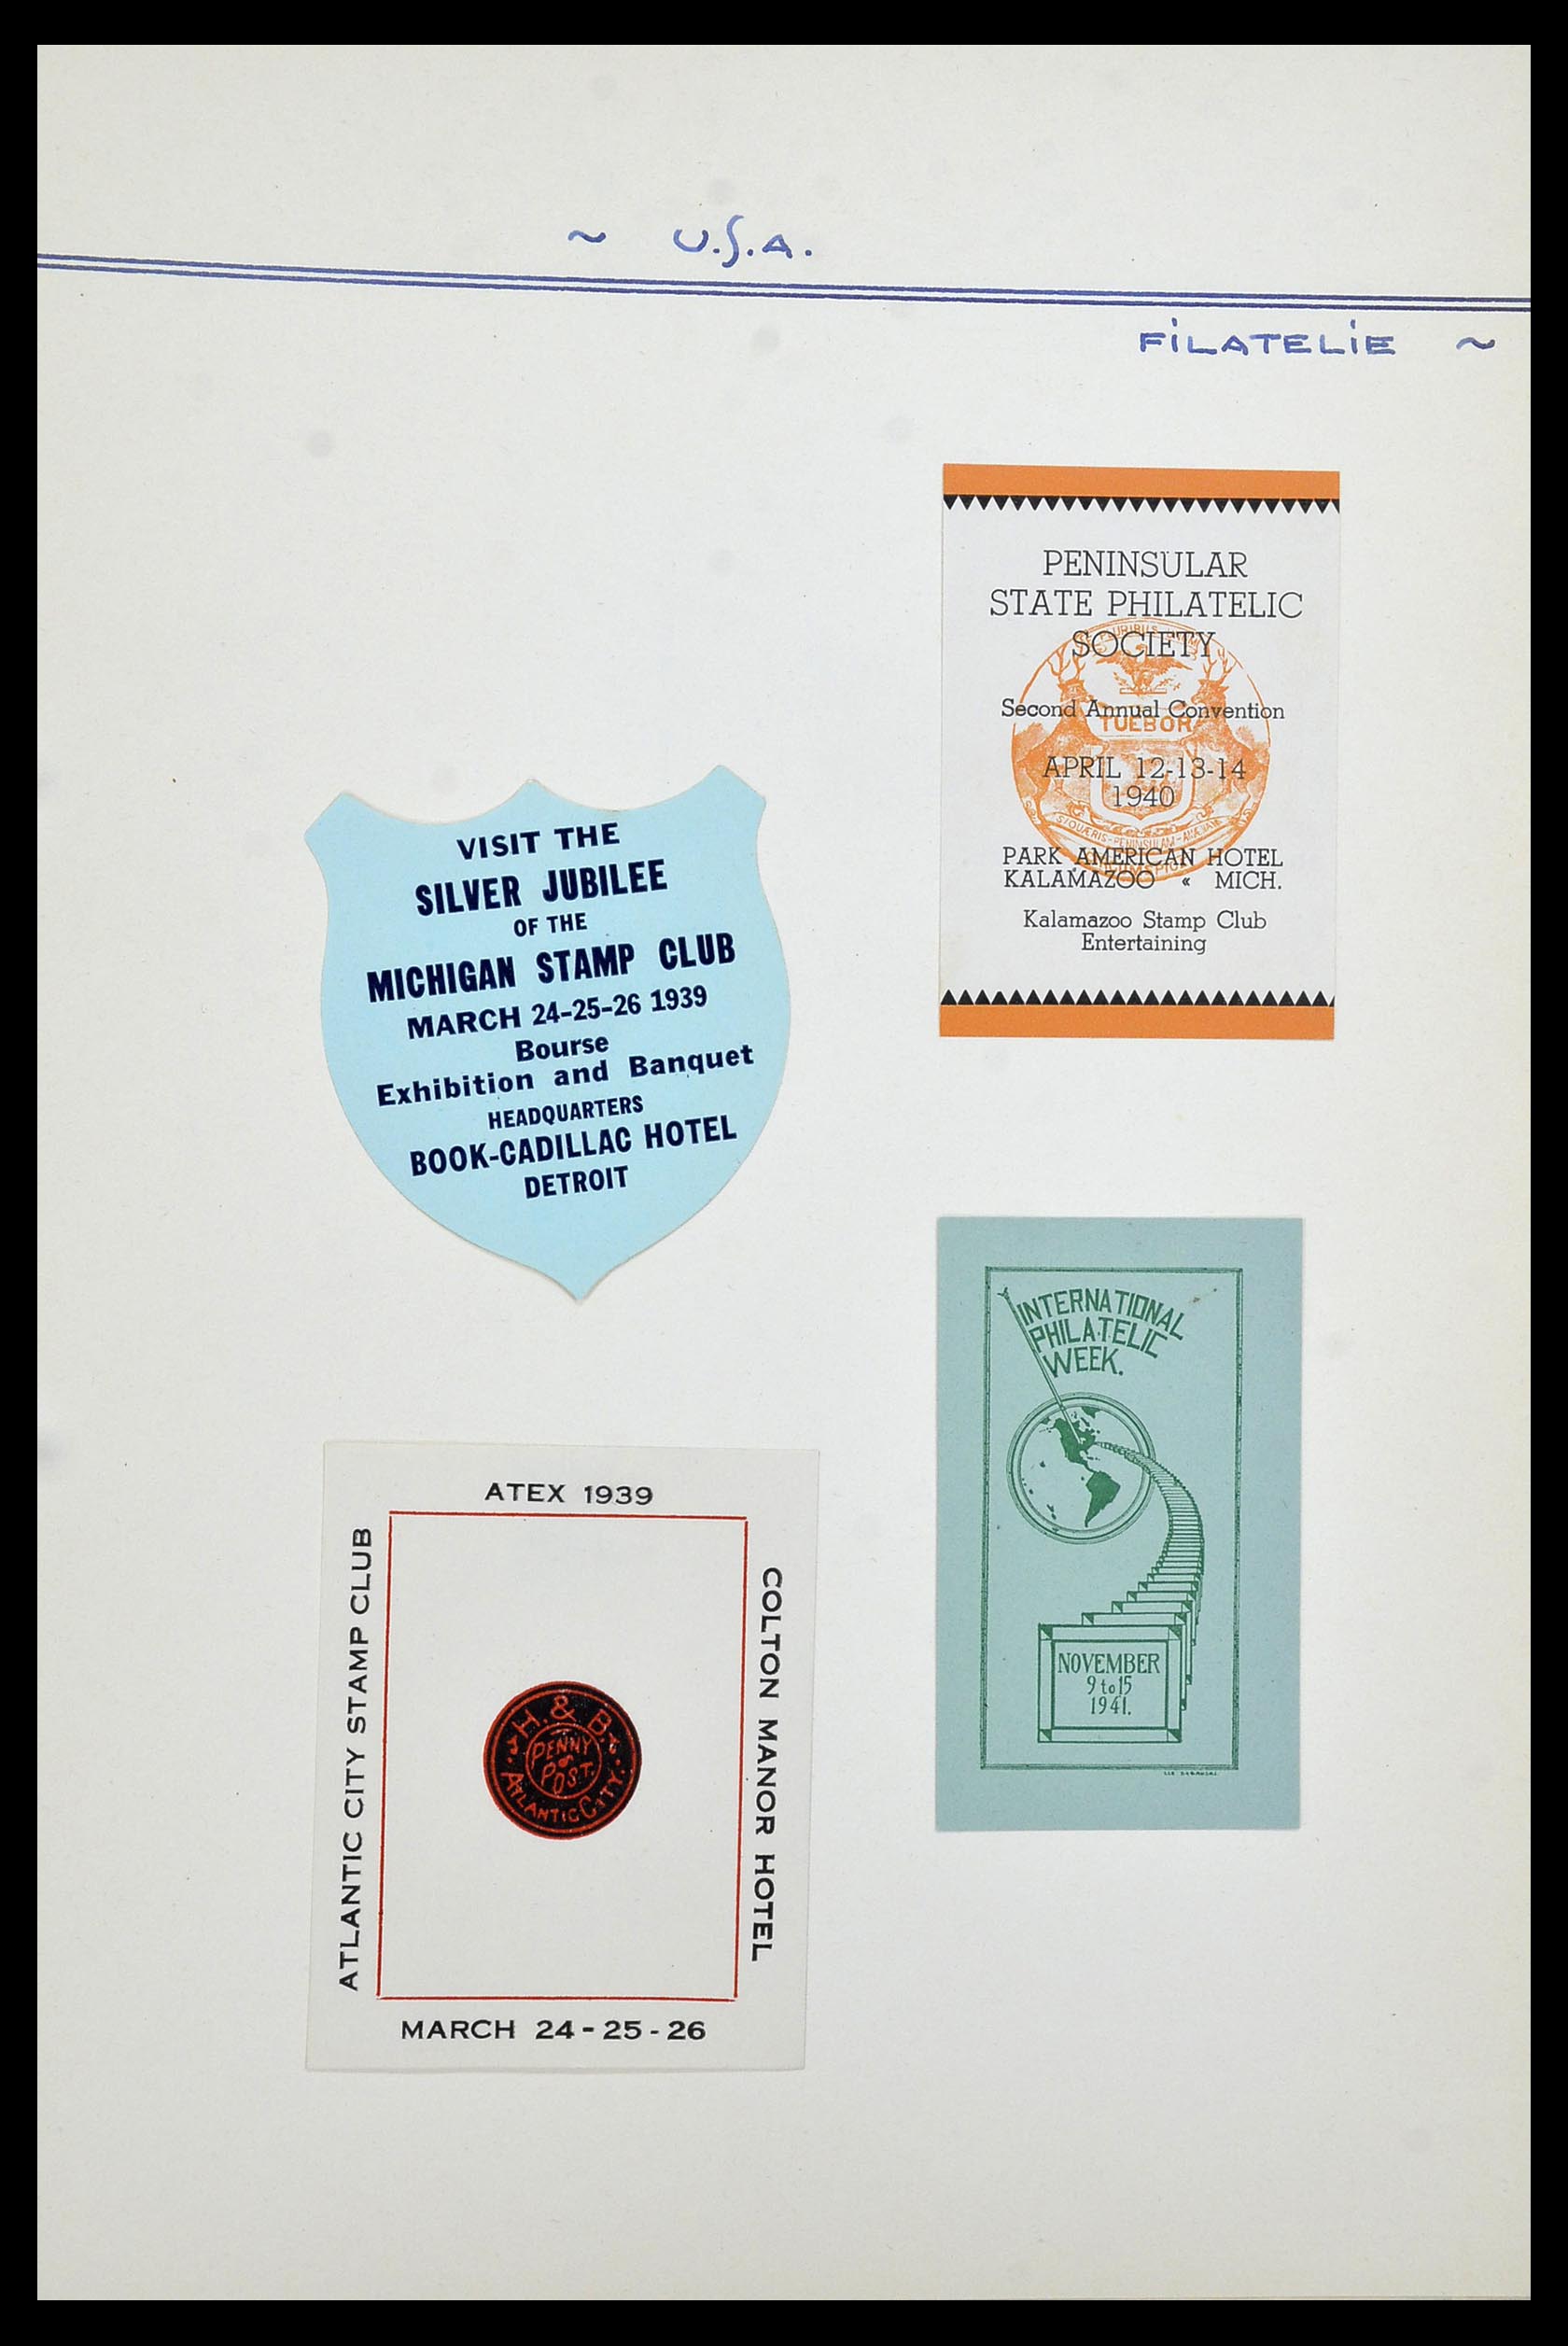 ~ U.S.A.
FiLATELiE ~
PENINSULAR
STATE PHILATELIC
SOCIETY
Second Annual Convention
TUEBOR
APRIL 12-13-14
1940
PARK AMERICAN HOTEL
KALAMAZOO « MICH.
Kalamazoo Stamp Club
Entertaining
VISIT THE
SILVER JUBILEE
OF THE
MICHIGAN STAMP CLUB
MARCH 24-25-26 1939
Bourse
Exhibition and Banquet
HEADQUARTERS
BOOK-CADILLAC HOTEL
DETROIT
INTERNATIONAL
PHILATELIC
WEEK.
NOVEMBER
9 to 15
1941.
ATEX 1939
ATLANTIC CITY STAMP CLUB
COLTON MANOR HOTEL
H. & B.
PENNY
POST.
ATLANTIC CITY.
MARCH 24-25-26